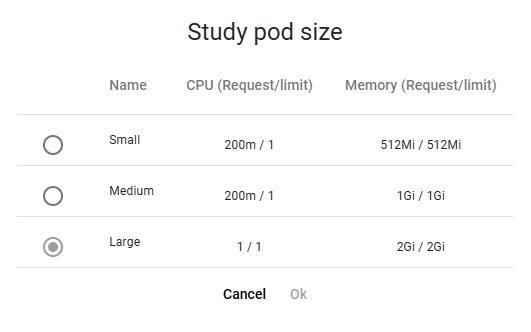 Study pod size
Name CPU (Request/limit) Memory (Request/limit)
Small 200m / 1 512Mi / 512Mi
Medium 200m / 1 1Gi / 1Gi
Large 1 / 1 2Gi / 2Gi
Cancel Ok